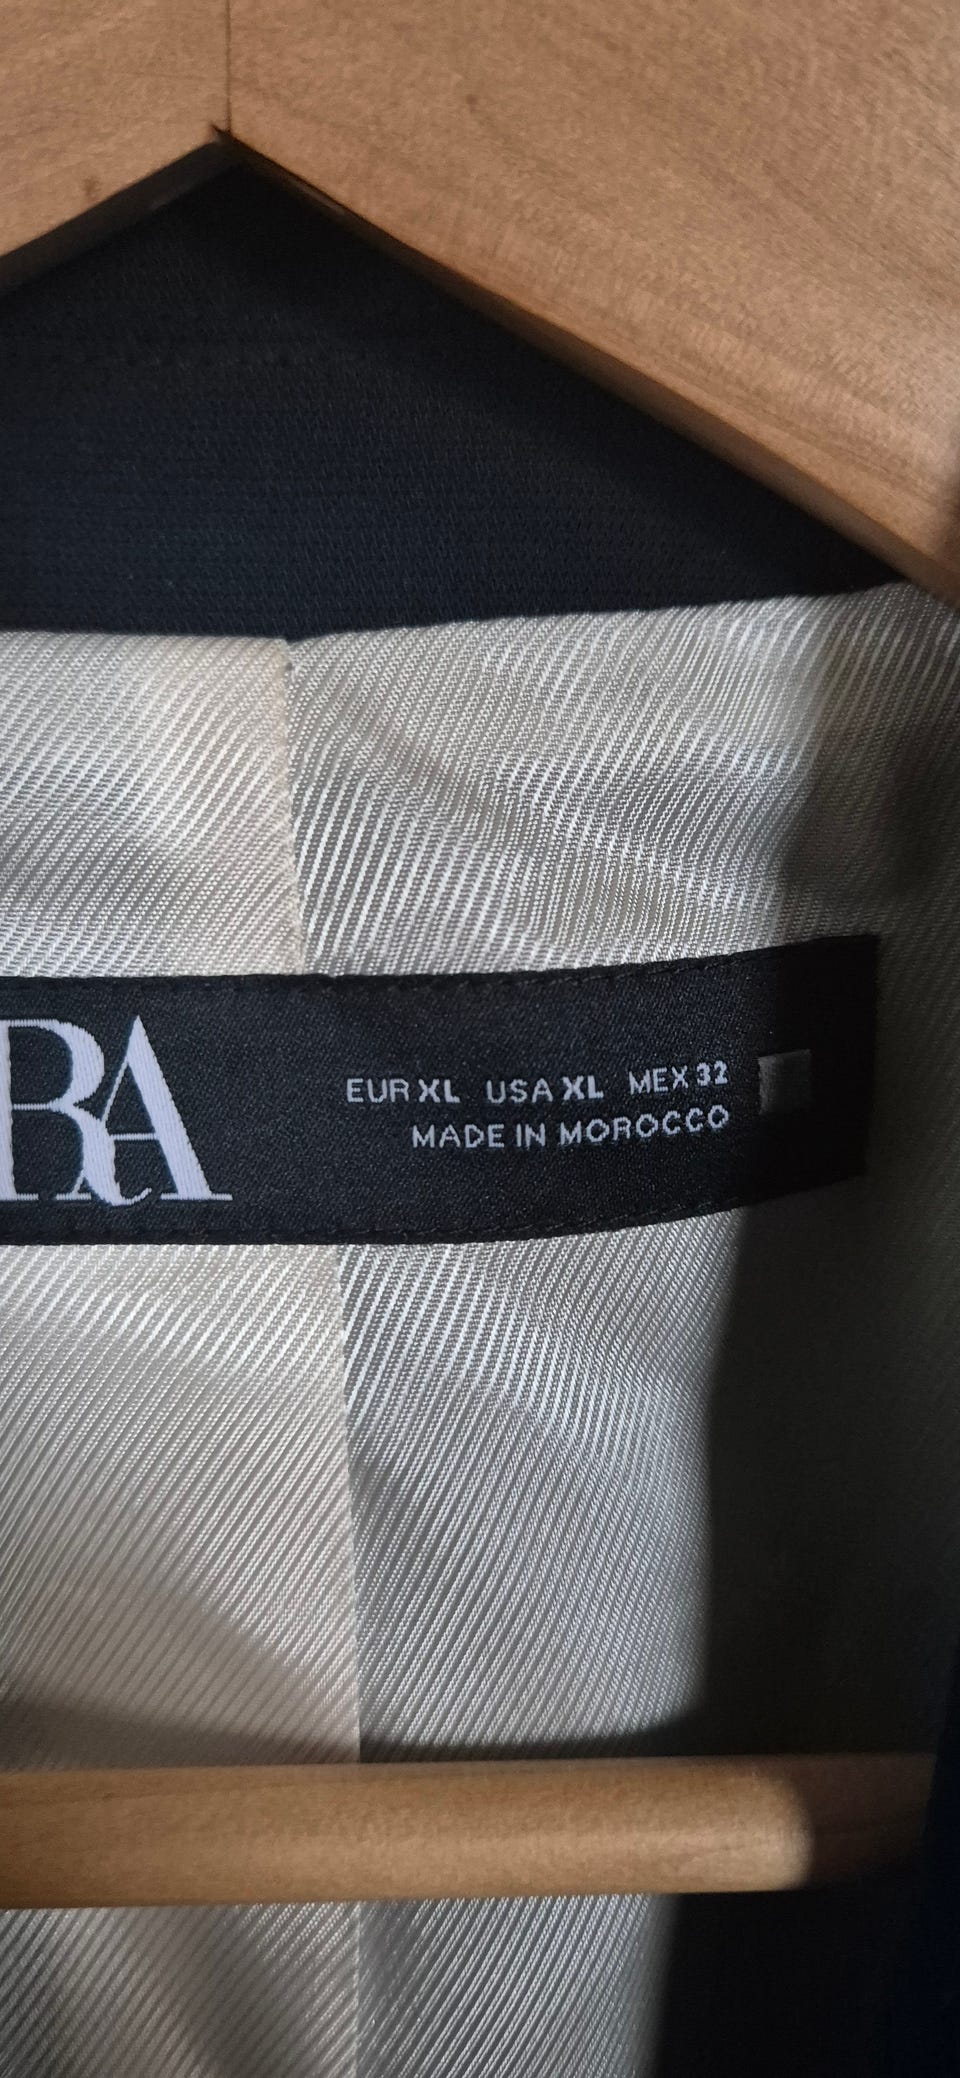 RA
EUR XL USA XL MEX 32
MADE IN MOROCCO